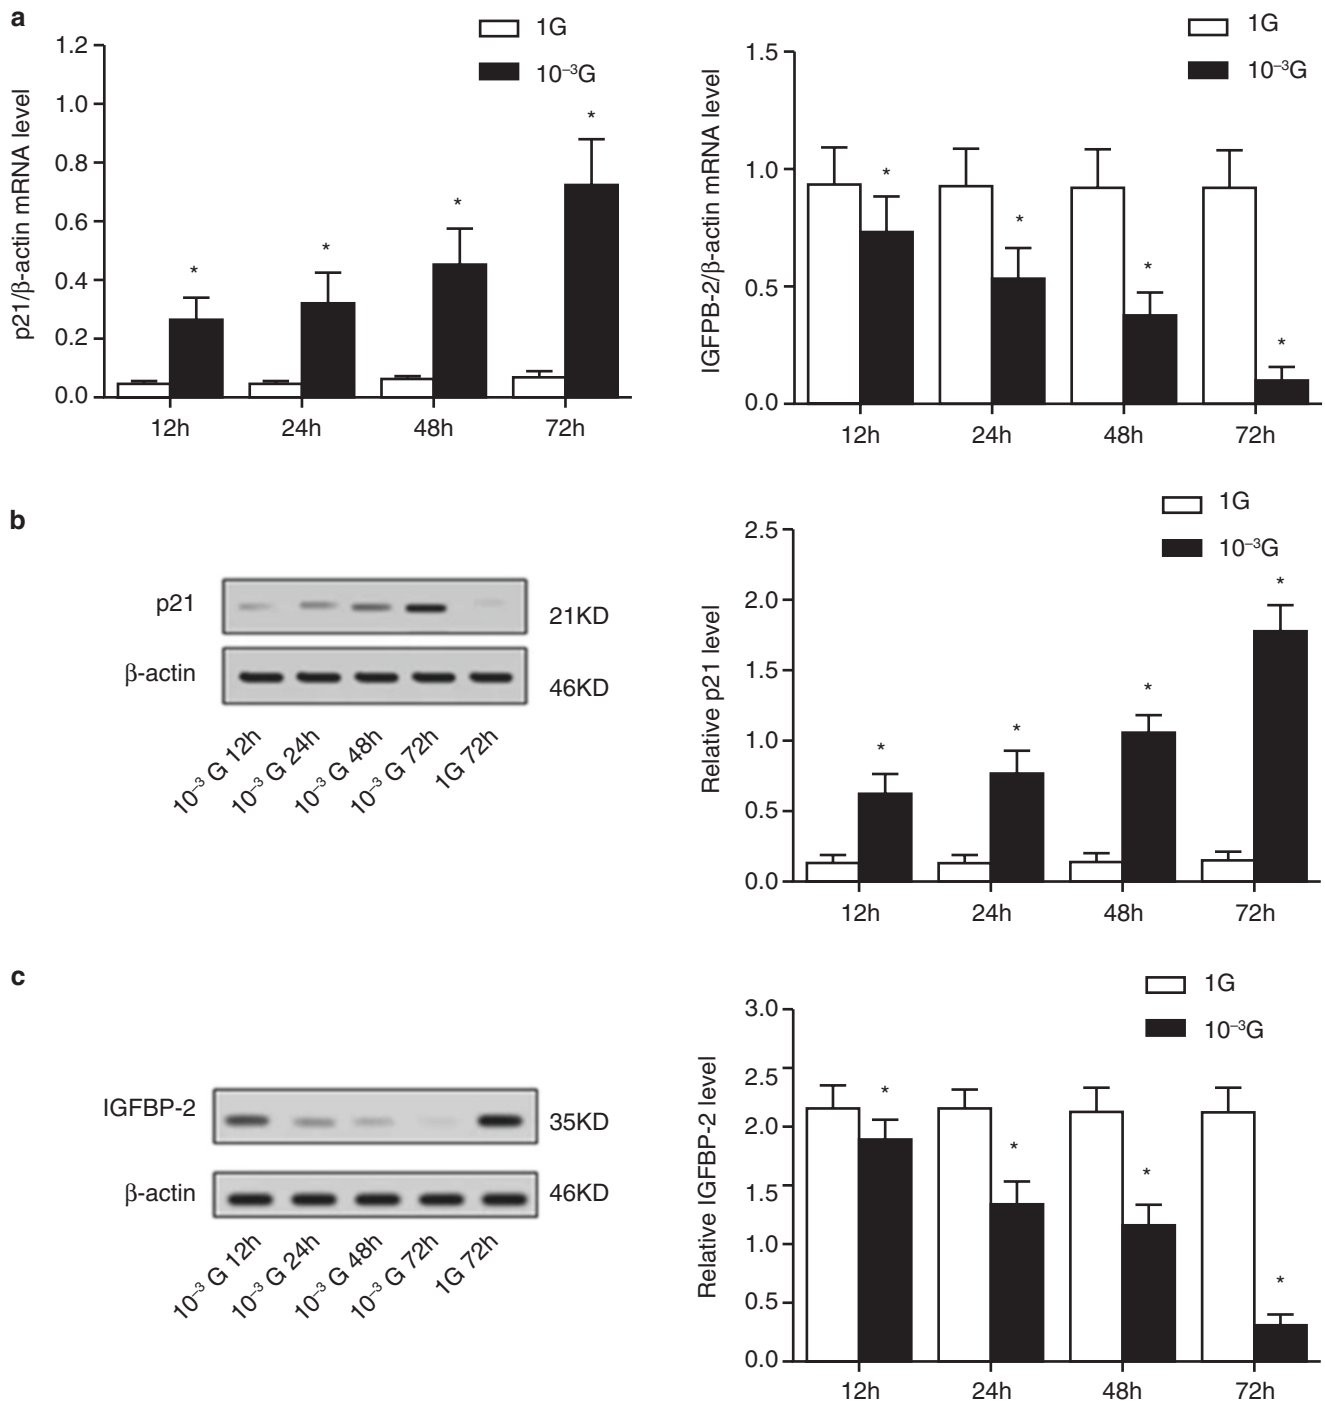 a
1G
10⁻³G
p21/β-actin mRNA level
1.2
1.0
0.8
0.6
0.4
0.2
0.0
*
*
*
*
12h
24h
48h
72h
1G
10⁻³G
IGFPB-2/β-actin mRNA level
1.5
1.0
0.5
0.0
*
*
*
*
12h
24h
48h
72h
b
p21
21KD
β-actin
46KD
10⁻³ G 12h
10⁻³ G 24h
10⁻³ G 48h
10⁻³ G 72h
1G 72h
1G
10⁻³G
Relative p21 level
2.5
2.0
1.5
1.0
0.5
0.0
*
*
*
*
12h
24h
48h
72h
c
IGFBP-2
35KD
β-actin
46KD
10⁻³ G 12h
10⁻³ G 24h
10⁻³ G 48h
10⁻³ G 72h
1G 72h
1G
10⁻³G
Relative IGFBP-2 level
3.0
2.5
2.0
1.5
1.0
0.5
0.0
*
*
*
*
12h
24h
48h
72h